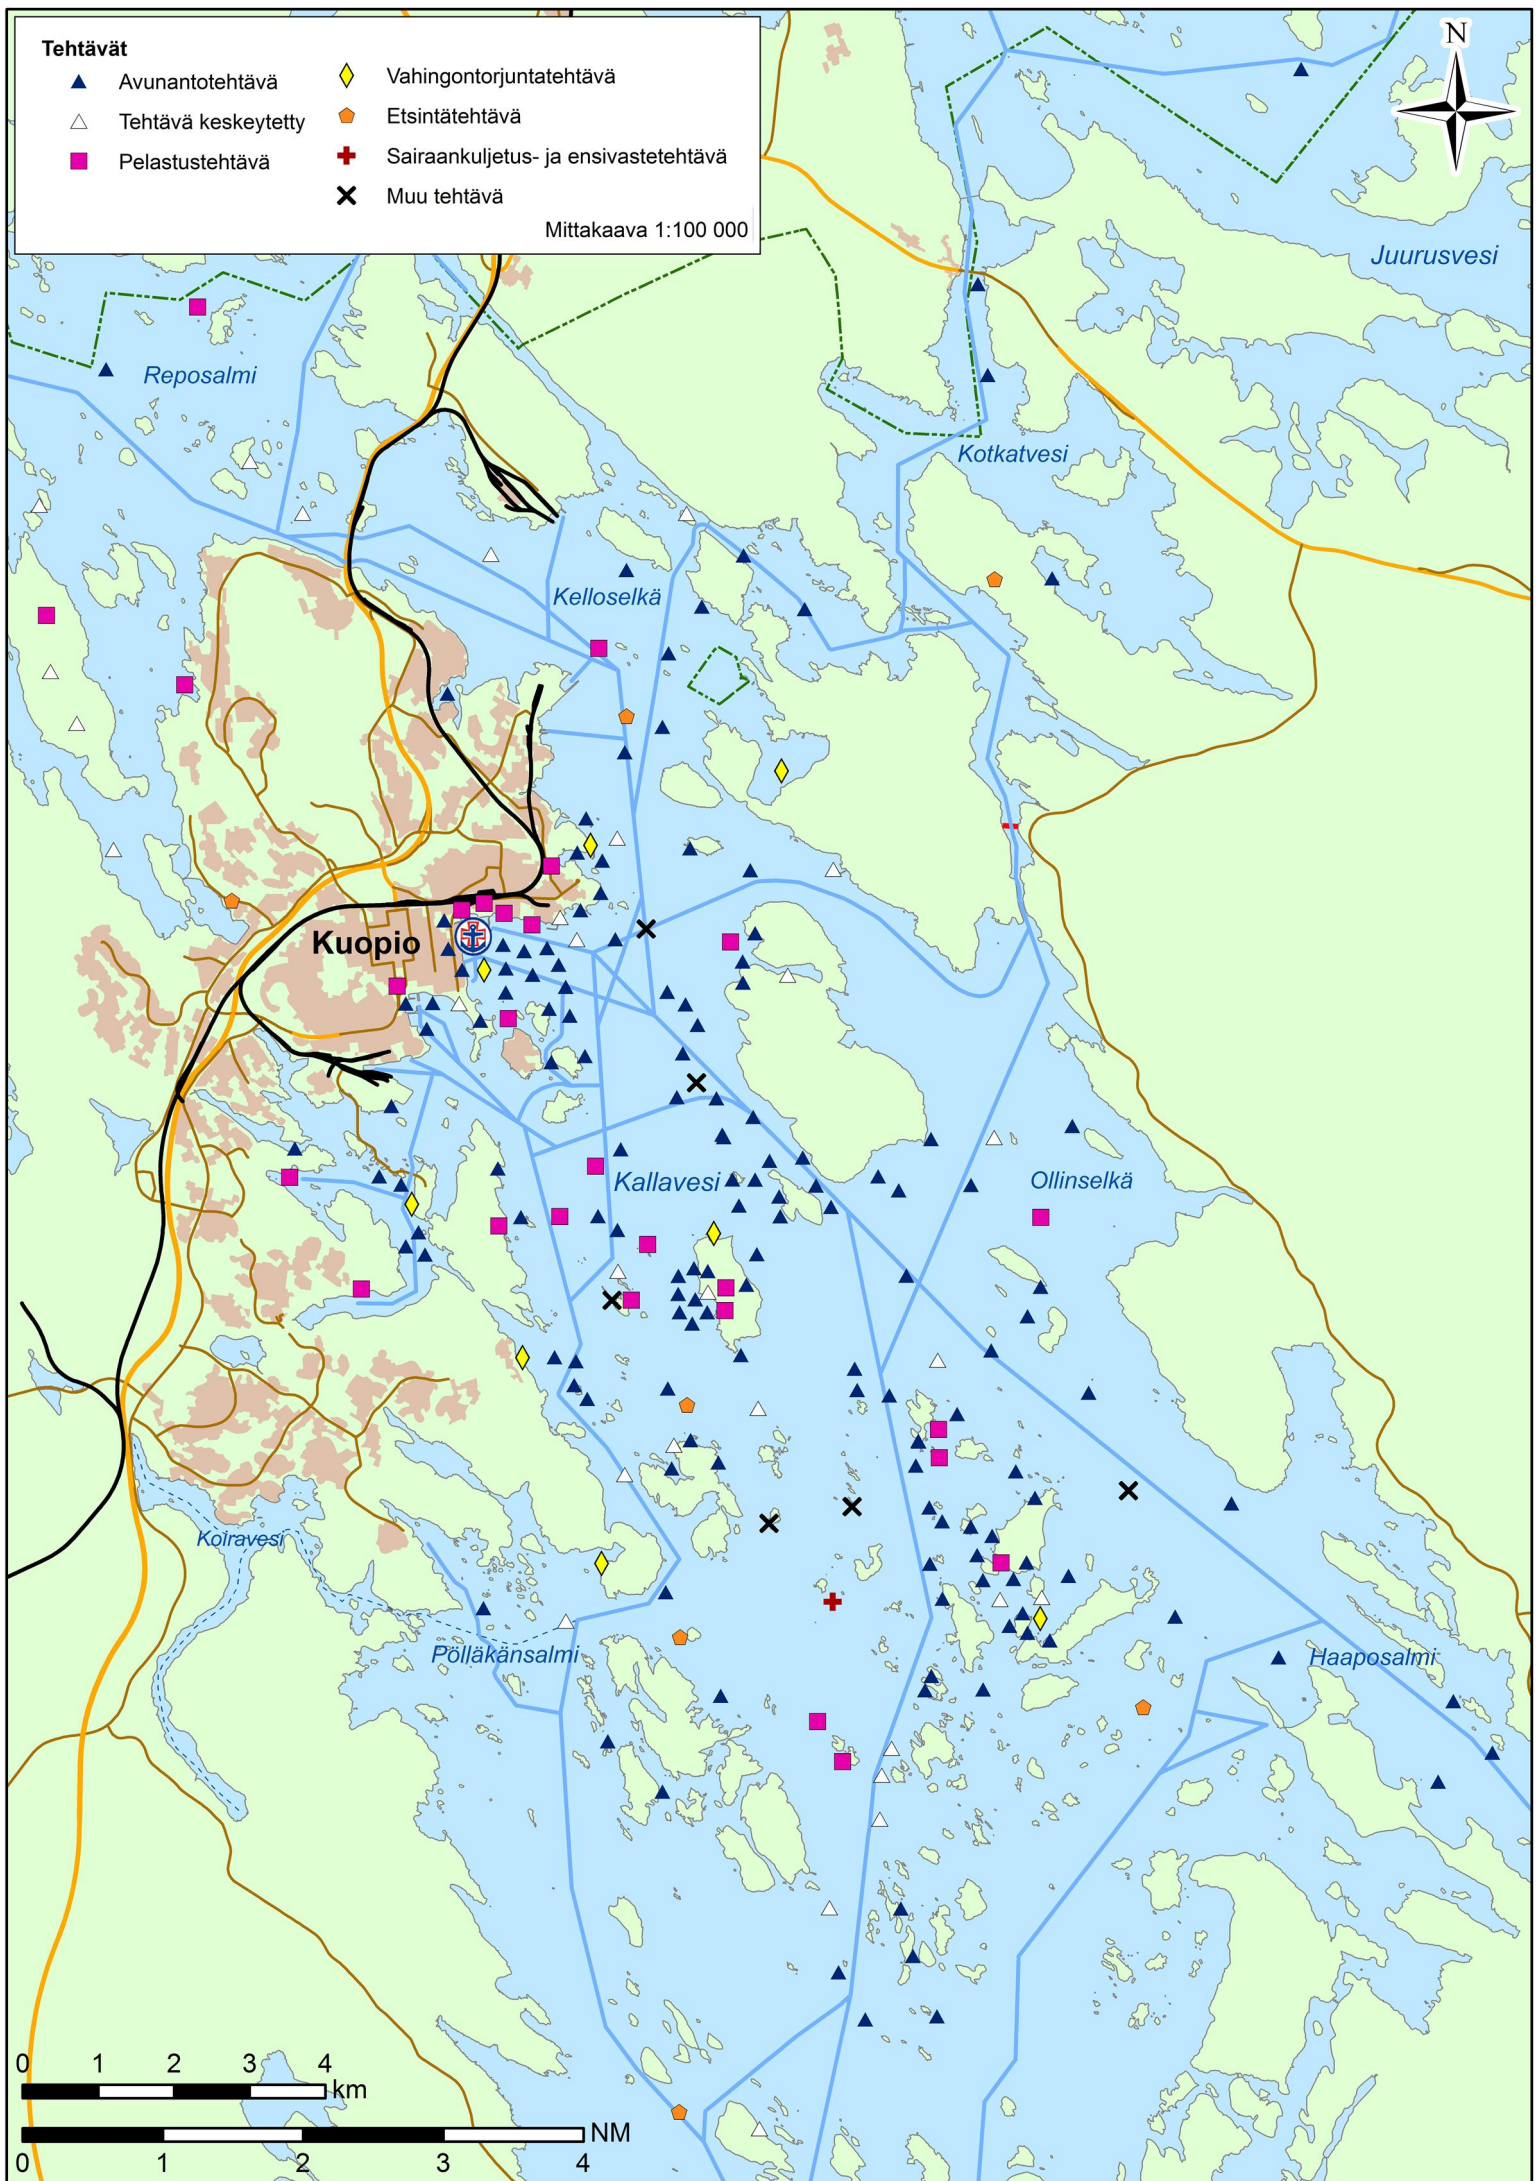 Tehtävät
Avunantotehtävä
Tehtävä keskeytetty
Pelastustehtävä
Vahingontorjuntatehtävä
Etsintätehtävä
Sairaankuljetus- ja ensivastetehtävä
Muu tehtävä
Mittakaava 1:100 000
N
Juurusvesi
Reposalmi
Kotkatvesi
Kelloselkä
Kuopio
Kallavesi
Ollinselkä
Koiravesi
Pölläkänsalmi
Haaposalmi
0 1 2 3 4
km
NM
0 1 2 3 4